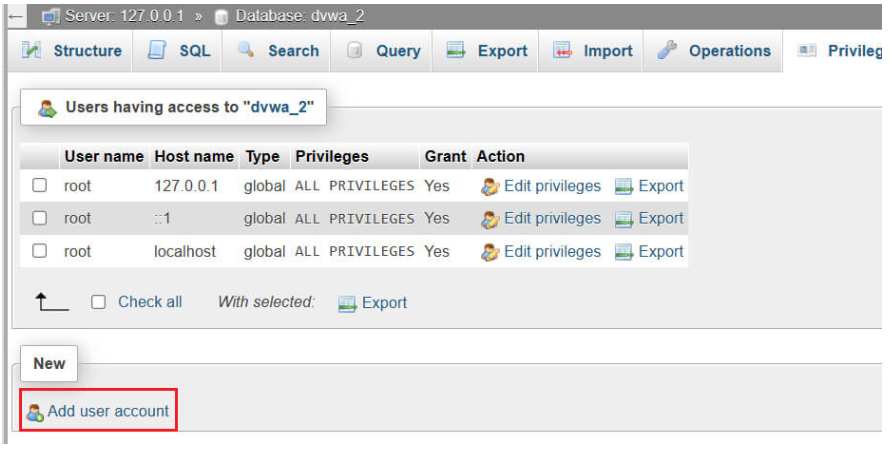 ← Server: 127.0.0.1 » Database: dvwa_2
Structure SQL Search Query Export Import Operations Privileg
Users having access to "dvwa_2"
User name Host name Type Privileges Grant Action
root 127.0.0.1 global ALL PRIVILEGES Yes Edit privileges Export
root ::1 global ALL PRIVILEGES Yes Edit privileges Export
root localhost global ALL PRIVILEGES Yes Edit privileges Export
Check all With selected: Export
New
Add user account